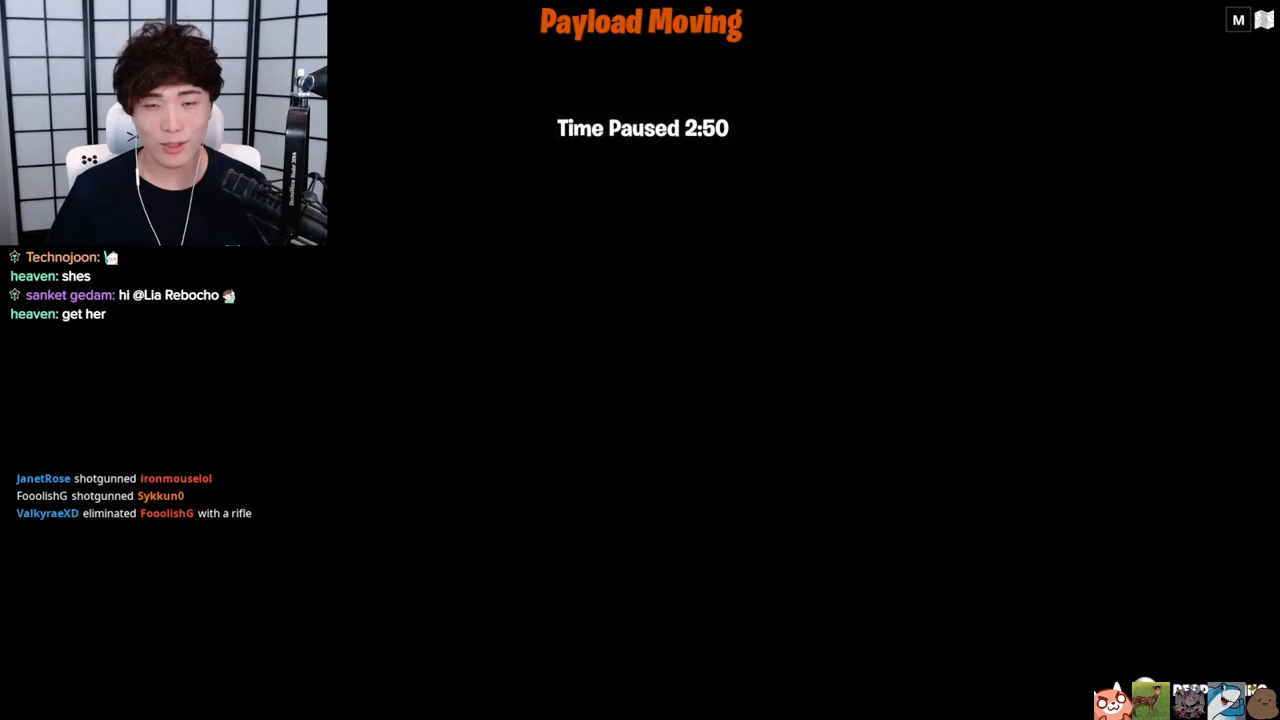 Payload Moving
M
Time Paused 2:50
Technojoon:
heaven: shes
sanket gedam: hi @Lia Rebocho
heaven: get her
JanetRose shotgunned ironmouselol
FooolishG shotgunned Sykkun0
ValkyraeXD eliminated FooolishG with a rifle